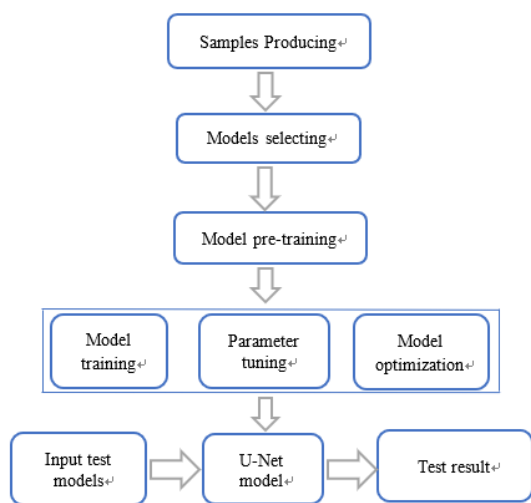 Samples Producing
Models selecting
Model pre-training
Model
training
Parameter
tuning
Model
optimization
Input test
models
U-Net
model
Test result